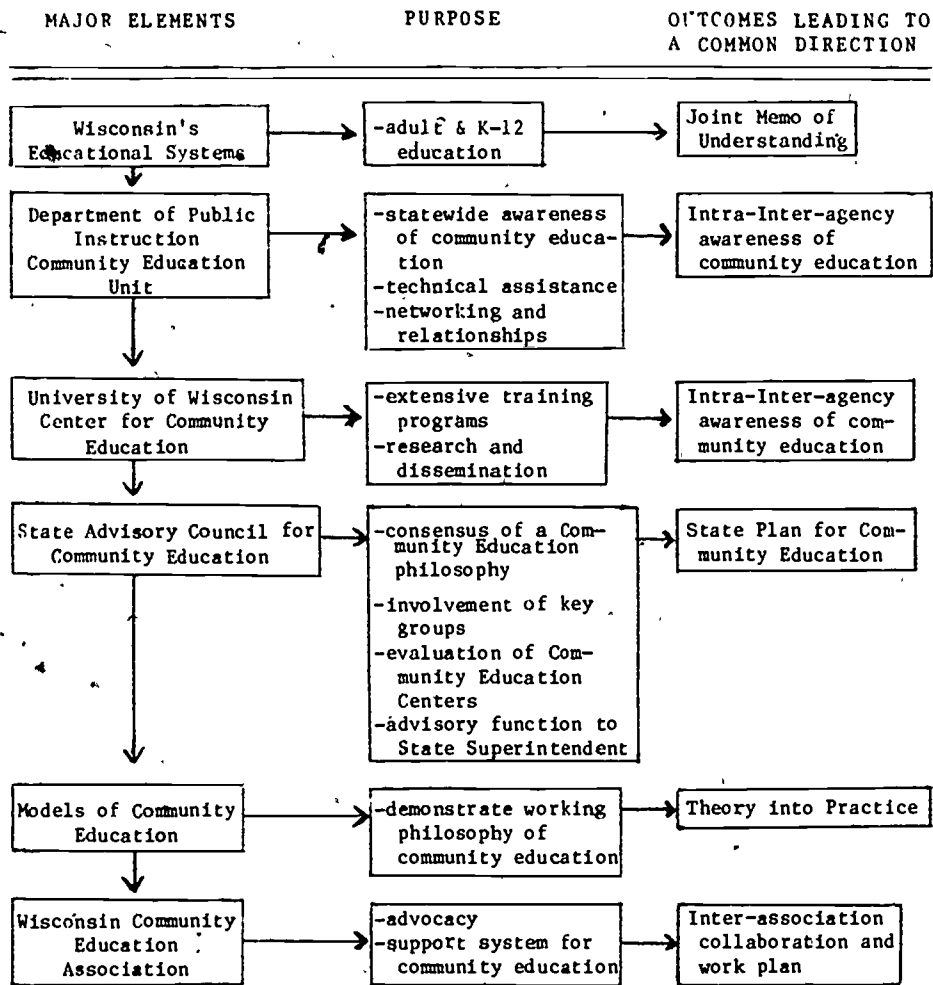 MAJOR ELEMENTS
PURPOSE
OUTCOMES LEADING TO
A COMMON DIRECTION
Wisconsin's
Educational Systems
-adult & K-12
education
Joint Memo of
Understanding
Department of Public
Instruction
Community Education
Unit
-statewide awareness
of community educa-
tion
-technical assistance
-networking and
relationships
Intra-Inter-agency
awareness of
community education
University of Wisconsin
Center for Community
Education
-extensive training
programs
-research and
dissemination
Intra-Inter-agency
awareness of com-
munity education
State Advisory Council for
Community Education
-consensus of a Com-
munity Education
philosophy
-involvement of key
groups
-evaluation of Com-
munity Education
Centers
-advisory function to
State Superintendent
State Plan for Com-
munity Education
Models of Community
Education
-demonstrate working
philosophy of
community education
Theory into Practice
Wisconsin Community
Education
Association
-advocacy
-support system for
community education
Inter-association
collaboration and
work plan